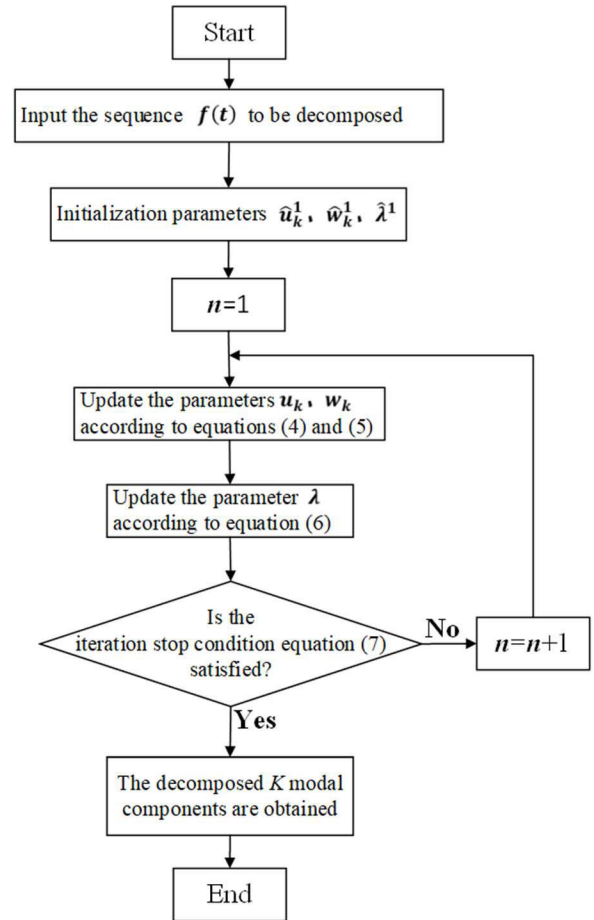 Start
Input the sequence f(t) to be decomposed
Initialization parameters û_k^1、ŵ_k^1、λ̂^1
n=1
Update the parameters u_k、w_k
according to equations (4) and (5)
Update the parameter λ
according to equation (6)
Is the
iteration stop condition equation (7)
satisfied?
No
n=n+1
Yes
The decomposed K modal
components are obtained
End